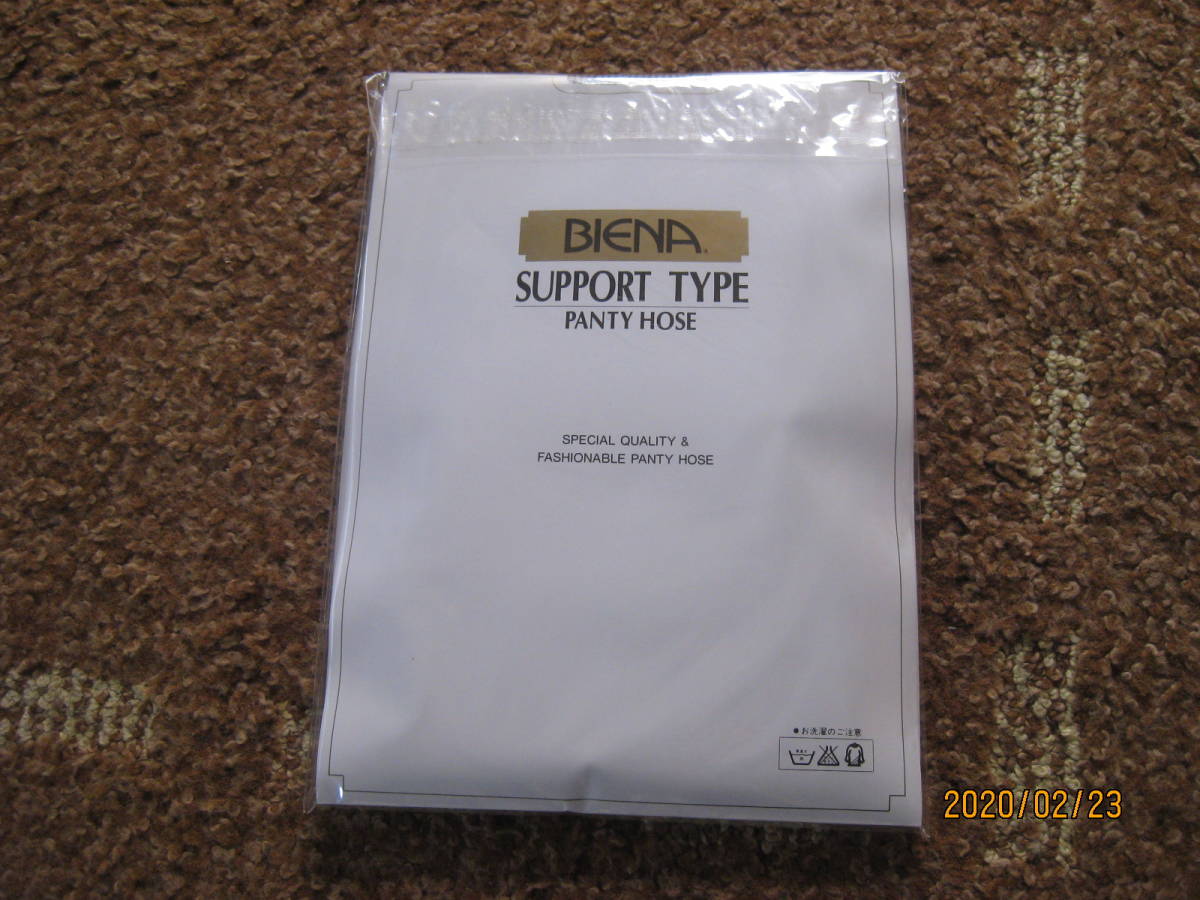 BIENA
SUPPORT TYPE
PANTY HOSE
SPECIAL QUALITY &
FASHIONABLE PANTY HOSE
●お洗濯のご注意
2020/02/23